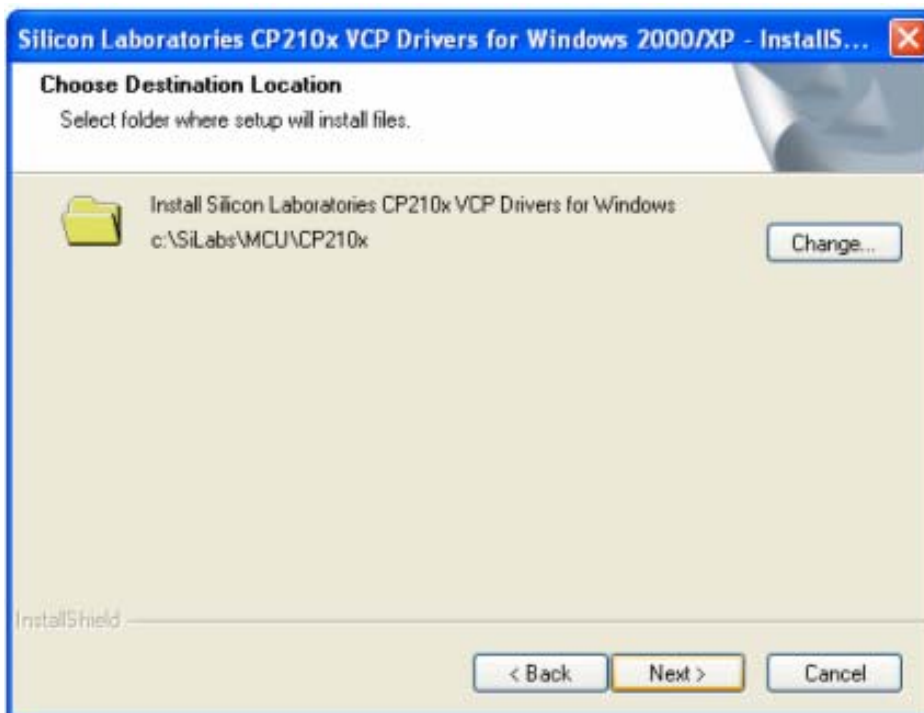 Silicon Laboratories CP210x VCP Drivers for Windows 2000/XP - InstallS...
Choose Destination Location
Select folder where setup will install files.
Install Silicon Laboratories CP210x VCP Drivers for Windows
c:\SiLabs\MCU\CP210x
Change...
InstallShield
< Back
Next >
Cancel